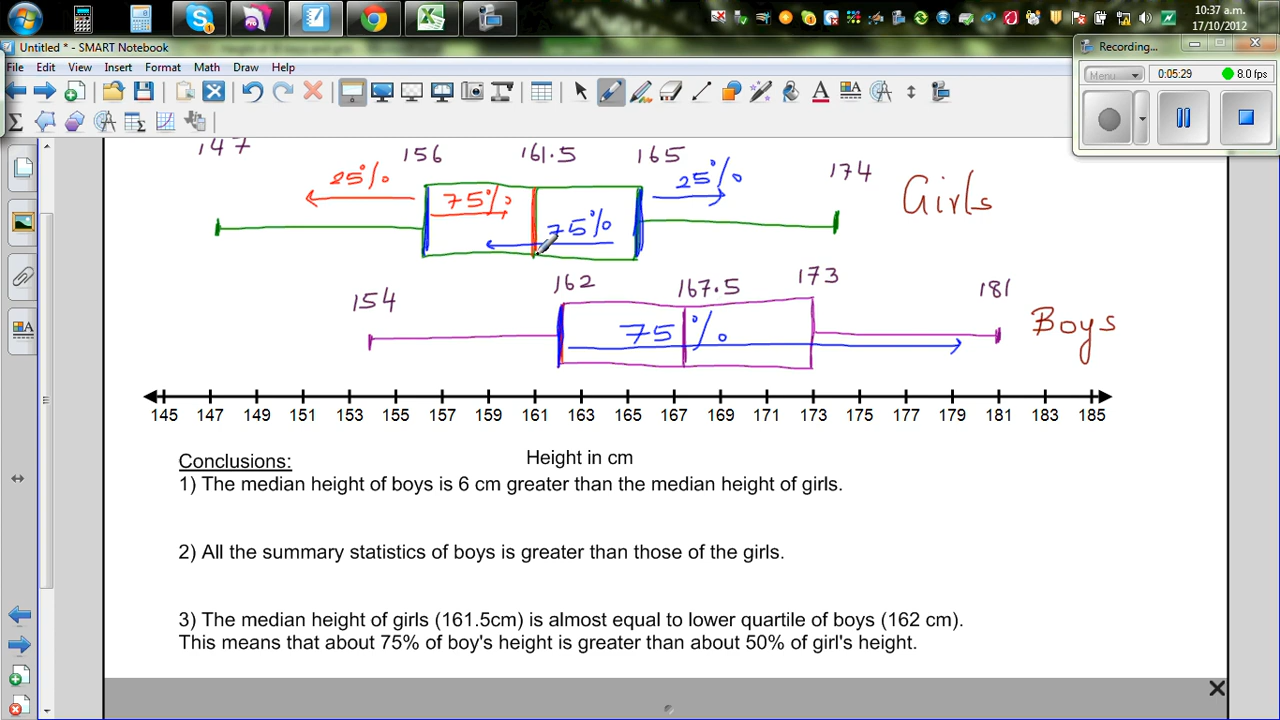 10:37 a.m.
17/10/2012
Untitled * - SMART Notebook
File Edit View Insert Format Math Draw Help
Recording...
Menu 0:05:29 8.0 fps
147 156 161.5 165 174
25% 75% 75% 25% Girls
154 162 167.5 173 181
75 % Boys
145 147 149 151 153 155 157 159 161 163 165 167 169 171 173 175 177 179 181 183 185
Height in cm
Conclusions:
1) The median height of boys is 6 cm greater than the median height of girls.
2) All the summary statistics of boys is greater than those of the girls.
3) The median height of girls (161.5cm) is almost equal to lower quartile of boys (162 cm).
This means that about 75% of boy's height is greater than about 50% of girl's height.